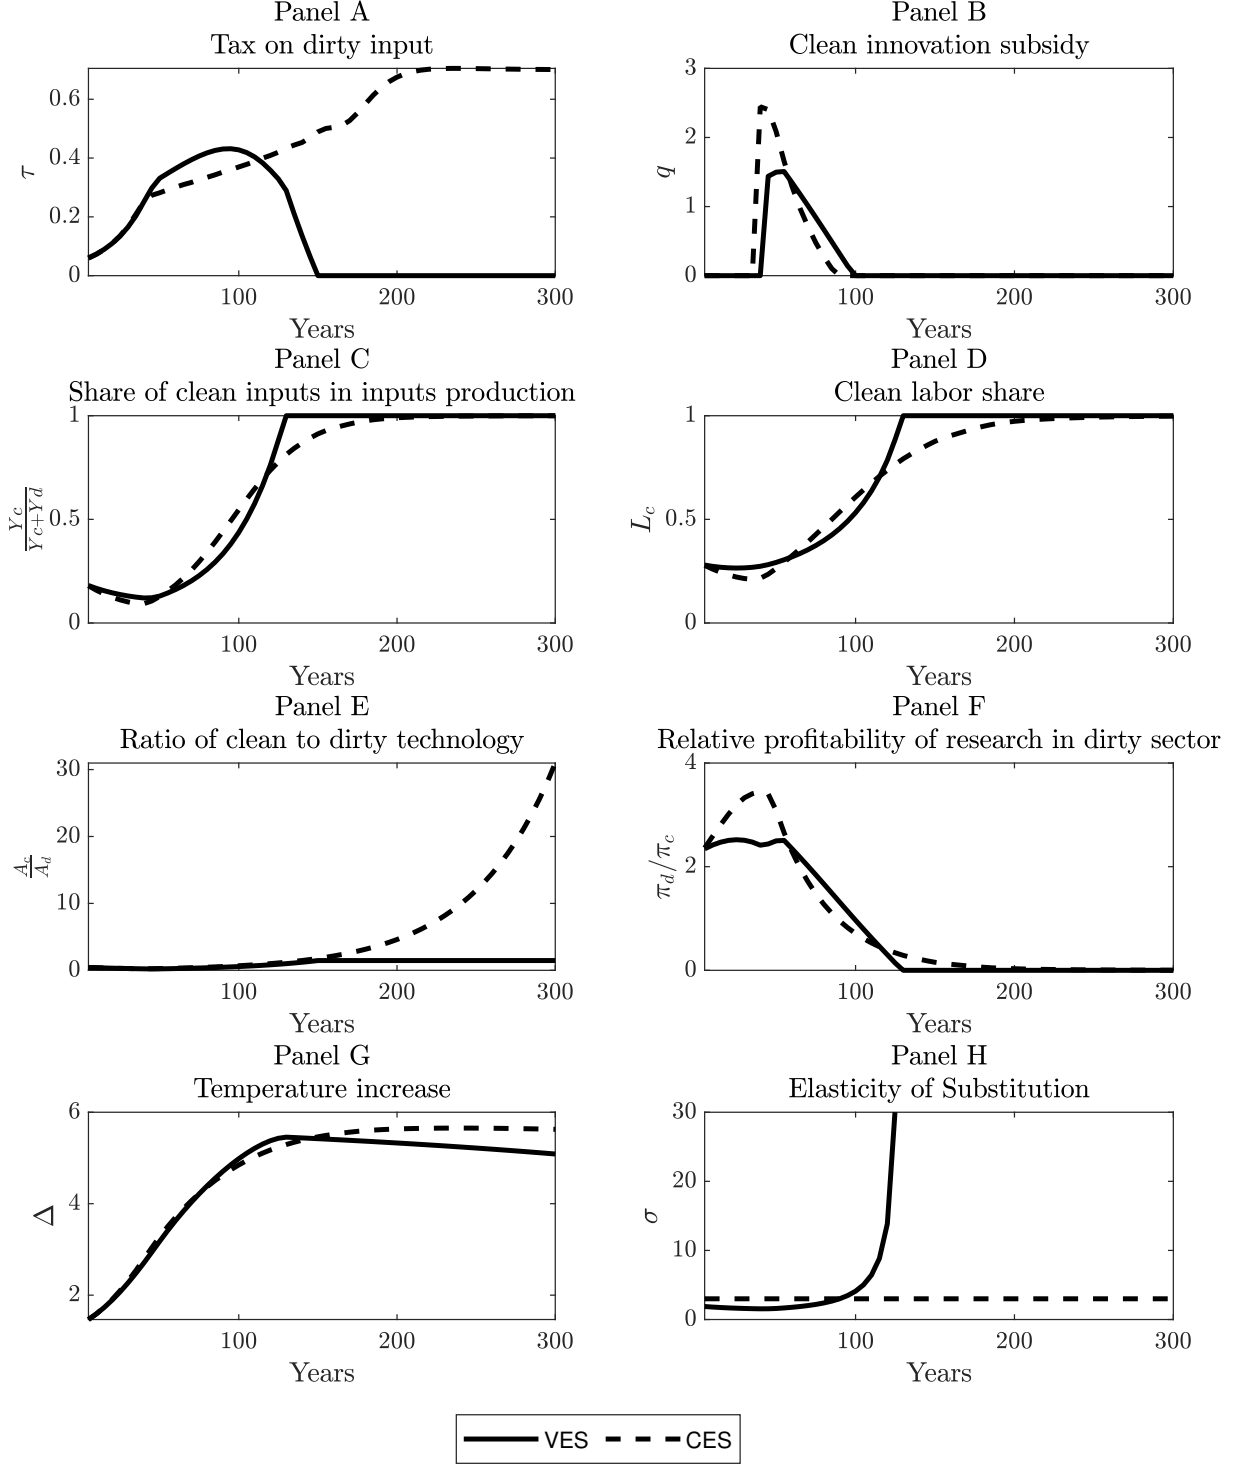 Panel A
Tax on dirty input
τ
0.6
0.4
0.2
0
100
200
300
Years
Panel B
Clean innovation subsidy
q
3
2
1
0
100
200
300
Years
Panel C
Share of clean inputs in inputs production
Yc
Yc+Yd
1
0.5
0
100
200
300
Years
Panel D
Clean labor share
L_c
1
0.5
0
100
200
300
Years
Panel E
Ratio of clean to dirty technology
A_c
A_d
30
20
10
0
100
200
300
Years
Panel F
Relative profitability of research in dirty sector
π_d/π_c
4
2
0
100
200
300
Years
Panel G
Temperature increase
Δ
6
4
2
100
200
300
Years
Panel H
Elasticity of Substitution
σ
30
20
10
0
100
200
300
Years
VES
CES